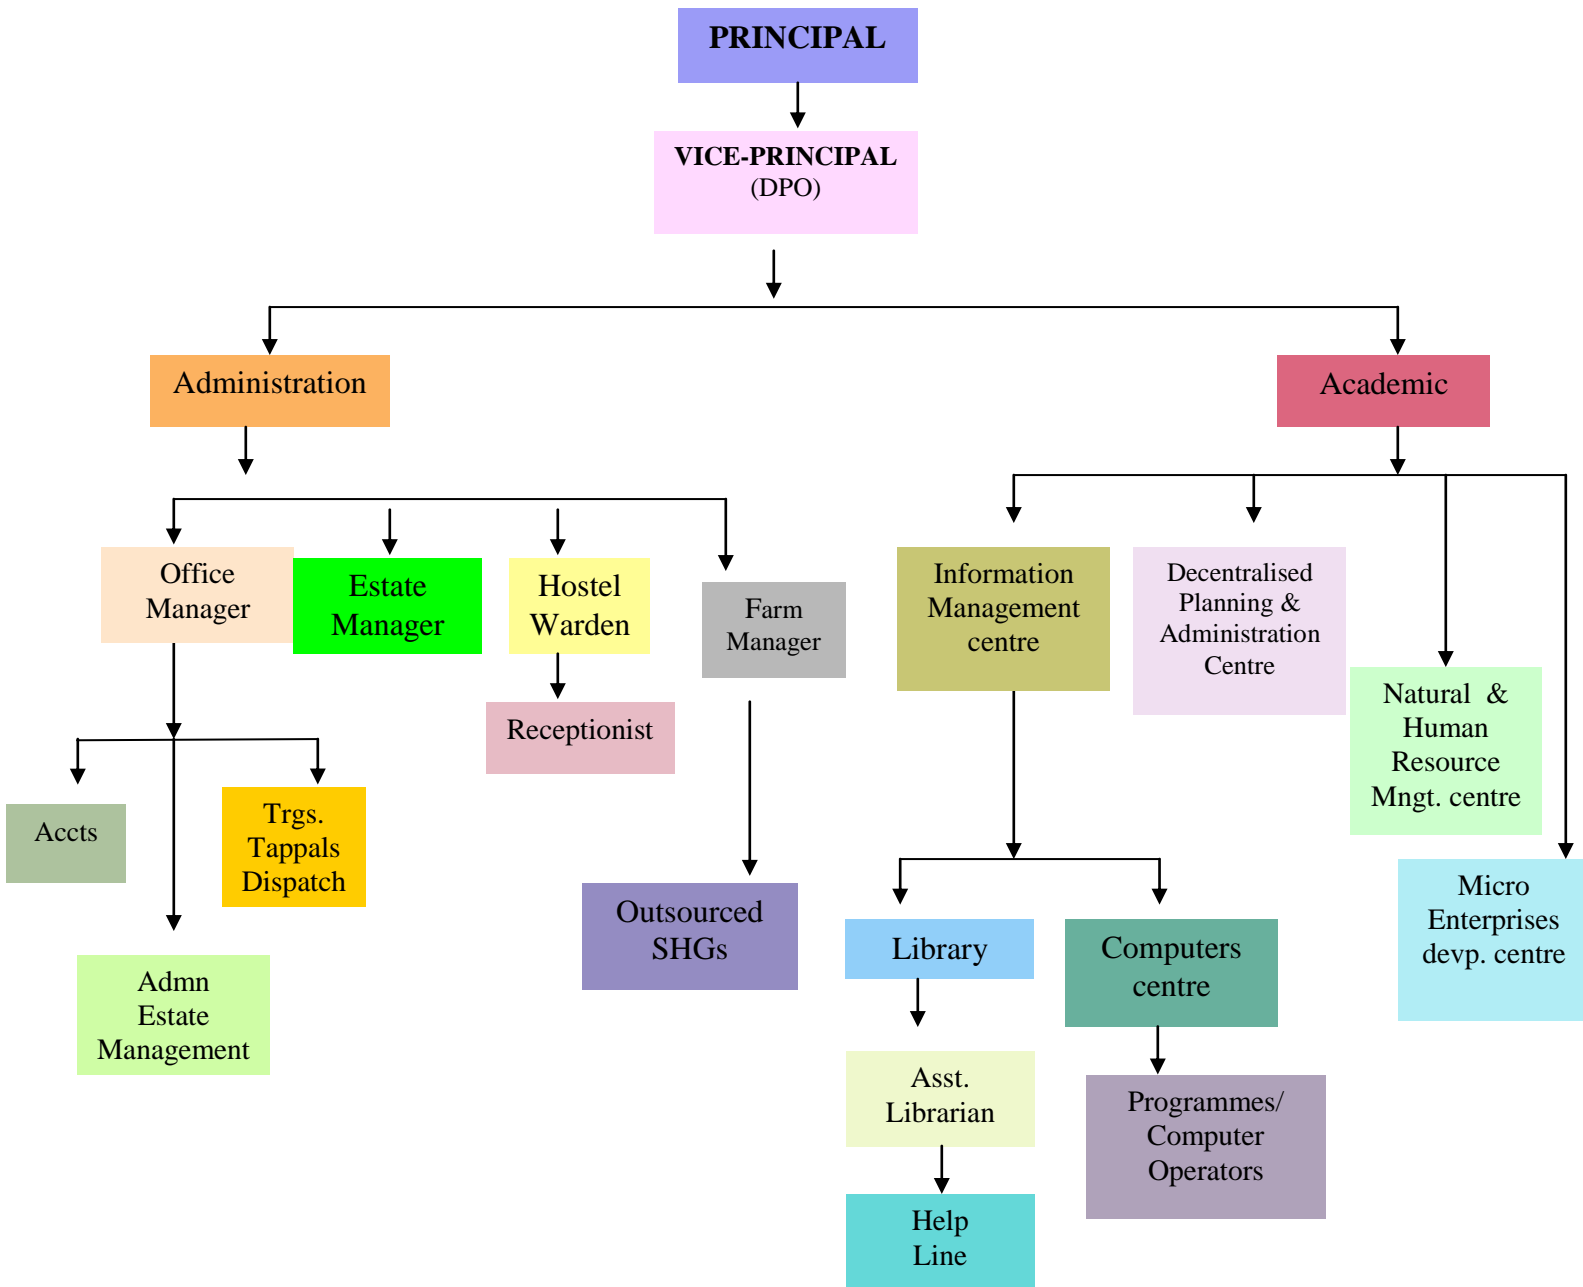 PRINCIPAL
VICE-PRINCIPAL
(DPO)
Administration
Academic
Office
Manager
Estate
Manager
Hostel
Warden
Farm
Manager
Information
Management
centre
Decentralised
Planning &
Administration
Centre
Natural & 
Human
Resource
Mngt. centre
Receptionist
Accts
Trgs.
Tappals
Dispatch
Outsourced
SHGs
Library
Computers
centre
Micro
Enterprises
devp. centre
Admn
Estate
Management
Asst.
Librarian
Programmes/
Computer
Operators
Help
Line